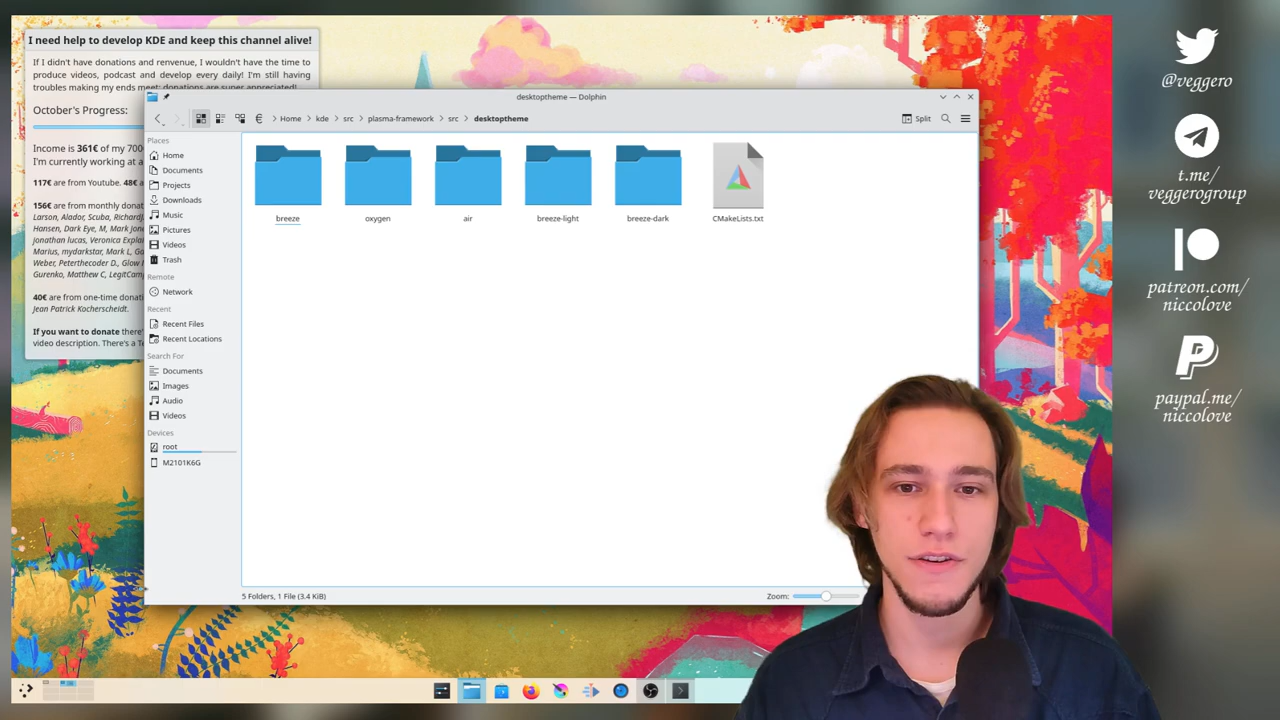 I need help to develop KDE and keep this channel alive!
If I didn't have donations and renvenue, I wouldn't have the time to
produce videos, podcast and develop every daily! I'm still having
troubles making my ends meet: donations are super appreciated!
October's Progress:
Income is 361€ of my 700
I'm currently working at a
117€ are from Youtube. 48€ a
156€ are from monthly donat
Larson, Alador, Scuba, Richard
Hansen, Dark Eye, M, Mark Jon
jonathan lucas, Veronica Explai
Marius, mydarkstar, Mark L, Ga
Weber, Peterthecoder D., Glow
Gurenko, Matthew C, LegitCam
40€ are from one-time donati
Jean Patrick Kocherscheidt.
If you want to donate there'
video description. There's a Te
desktoptheme — Dolphin
Home
kde
src
plasma-framework
src
desktoptheme
Split
Places
Home
Documents
Projects
Downloads
Music
Pictures
Videos
Trash
Remote
Network
Recent
Recent Files
Recent Locations
Search For
Documents
Images
Audio
Videos
Devices
root
M2101K6G
breeze
oxygen
air
breeze-light
breeze-dark
CMakeLists.txt
5 Folders, 1 File (3.4 KiB)
Zoom:
@veggero
t.me/
veggerogroup
patreon.com/
niccolove
paypal.me/
niccolove